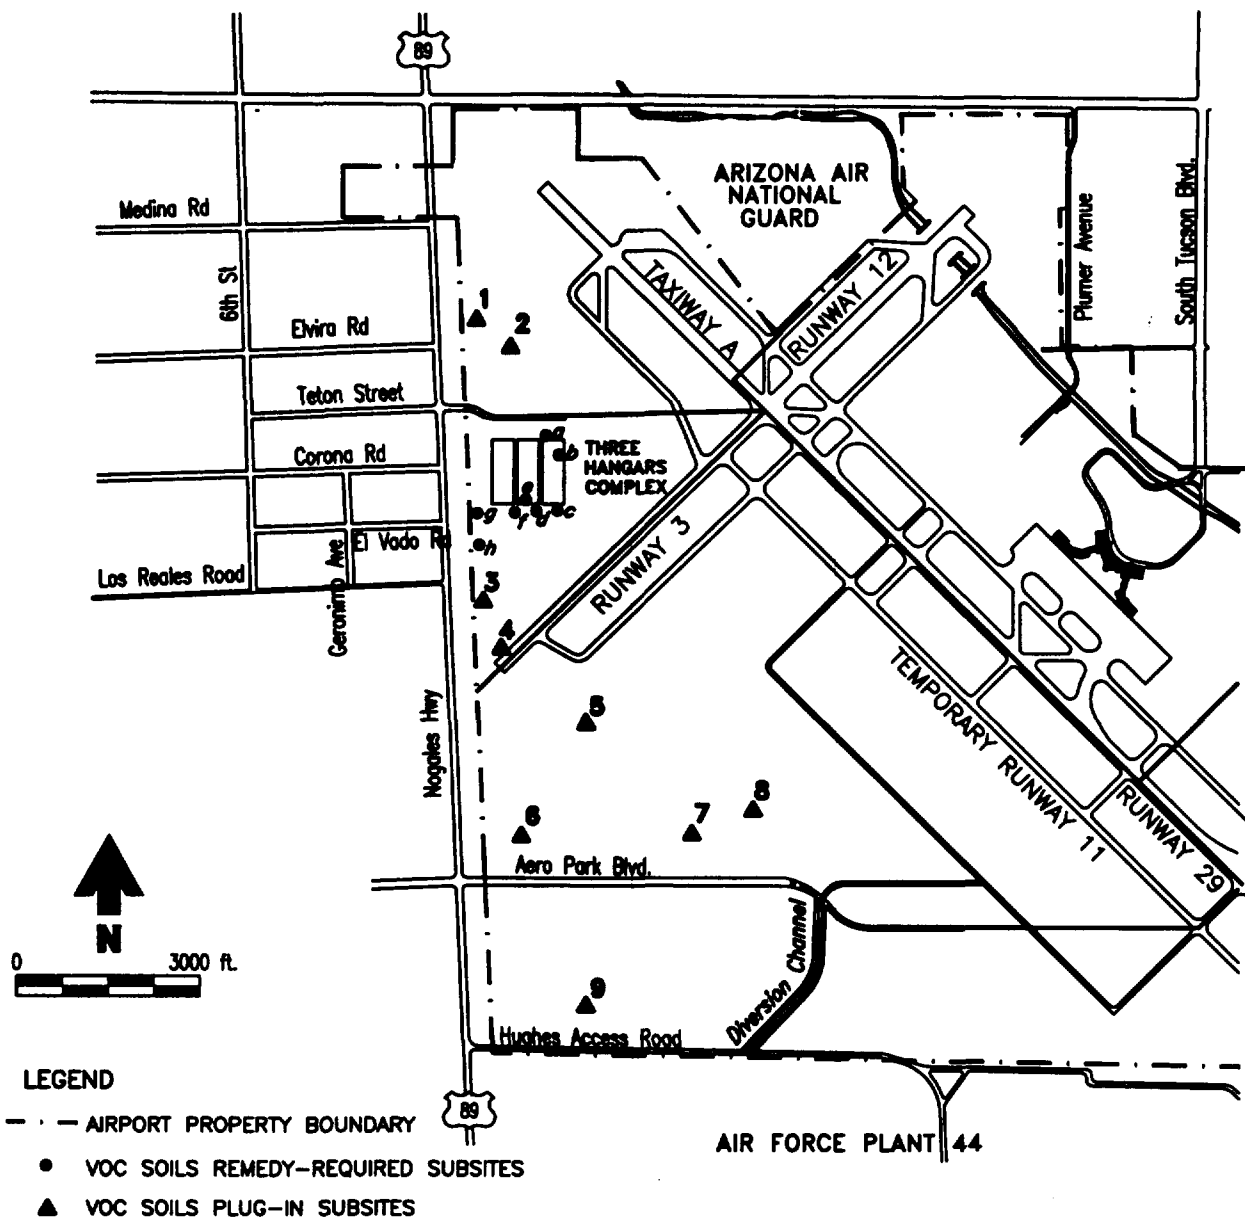 89
ARIZONA AIR
NATIONAL
GUARD
Medina Rd
6th St
Plumer Avenue
South Tucson Blvd.
Elvira Rd
1
2
TAXIWAY A
RUNWAY 12
Teton Street
Corona Rd
a
b
THREE
HANGARS
COMPLEX
e
g
f
d
c
h
El Vado Rd
Geronimo Ave
Los Reales Road
3
4
RUNWAY 3
Nogales Hwy
5
TEMPORARY RUNWAY 11
RUNWAY 29
6
7
8
Aero Park Blvd.
N
0 3000 ft.
9
Diversion Channel
Hughes Access Road
89
AIR FORCE PLANT 44
LEGEND
AIRPORT PROPERTY BOUNDARY
VOC SOILS REMEDY-REQUIRED SUBSITES
VOC SOILS PLUG-IN SUBSITES